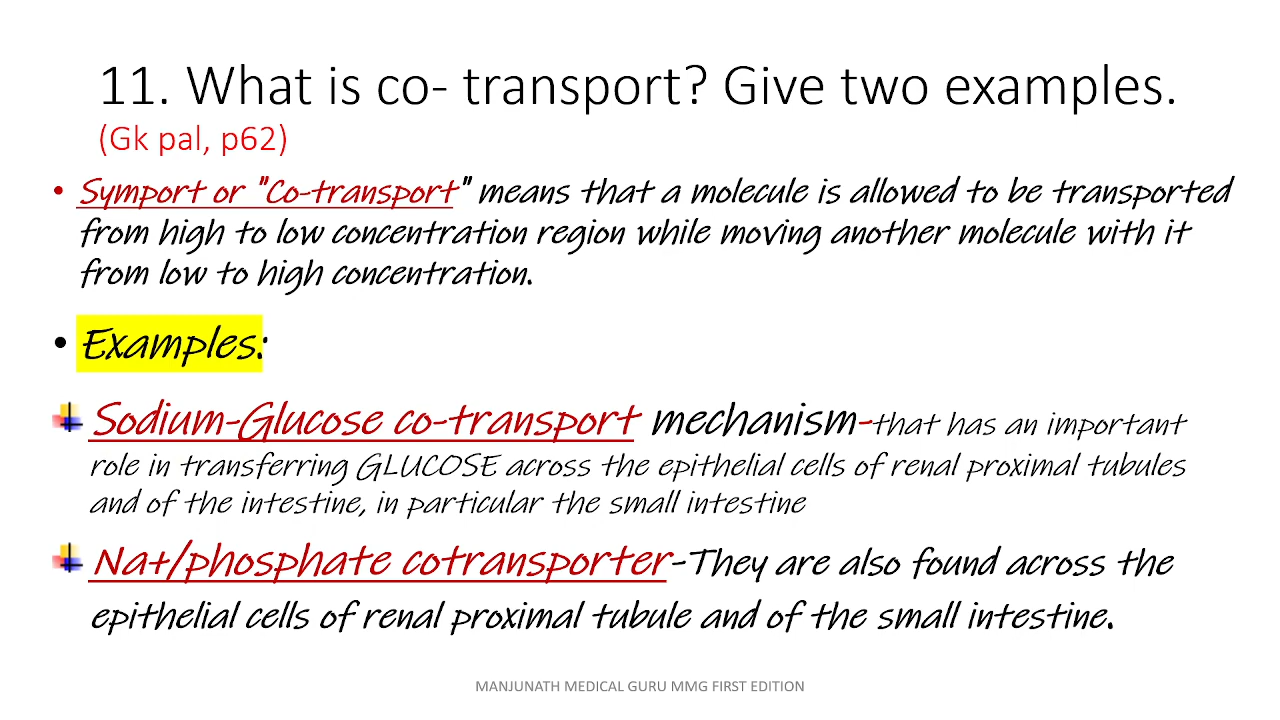 11. What is co- transport? Give two examples.
(Gk pal, p62)
• Symport or "Co-transport" means that a molecule is allowed to be transported
from high to low concentration region while moving another molecule with it
from low to high concentration.
• Examples:
Sodium-Glucose co-transport mechanism-that has an important
role in transferring GLUCOSE across the epithelial cells of renal proximal tubules
and of the intestine, in particular the small intestine
Na+/phosphate cotransporter-They are also found across the
epithelial cells of renal proximal tubule and of the small intestine.
MANJUNATH MEDICAL GURU MMG FIRST EDITION